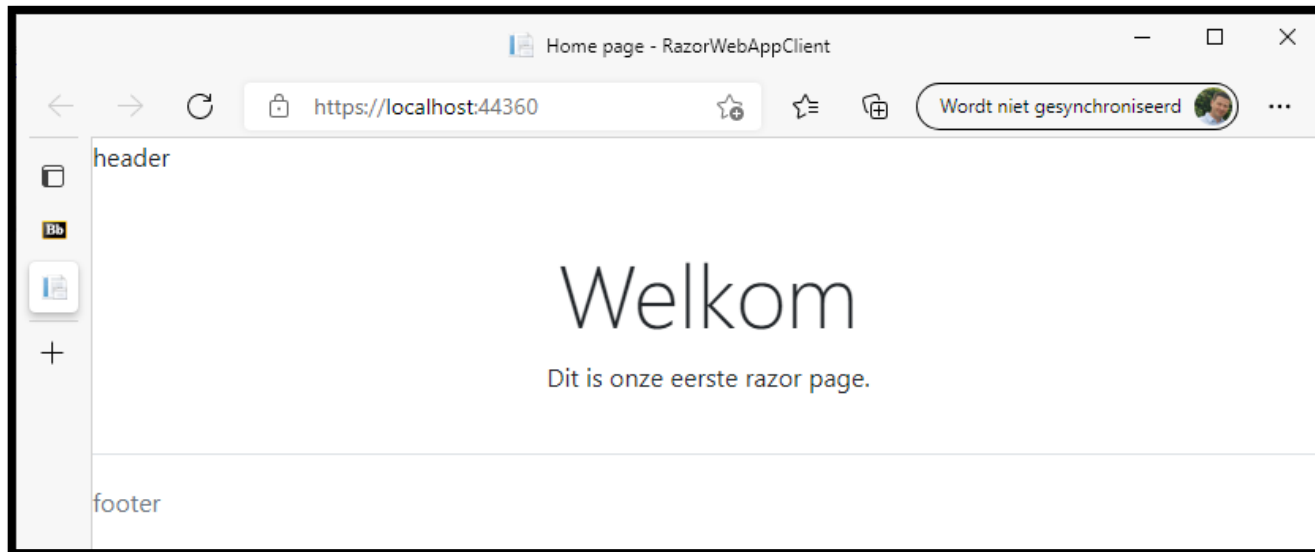 Home page - RazorWebAppClient
https://localhost:44360
Wordt niet gesynchroniseerd
header
Bb
Welkom
Dit is onze eerste razor page.
footer